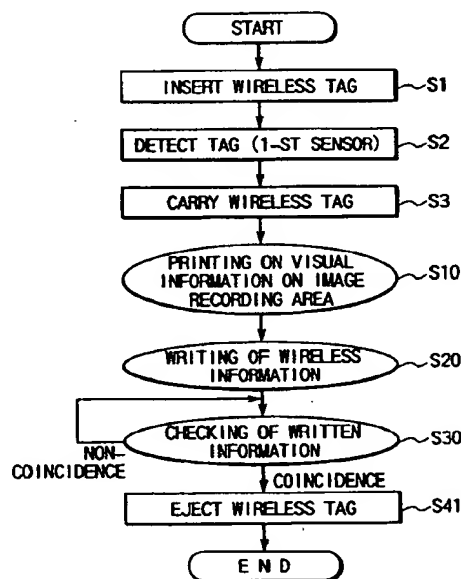 START
INSERT WIRELESS TAG
S1
DETECT TAG (1-ST SENSOR)
S2
CARRY WIRELESS TAG
S3
PRINTING ON VISUAL
INFORMATION ON IMAGE
RECORDING AREA
S10
WRITING OF WIRELESS
INFORMATION
S20
CHECKING OF WRITTEN
INFORMATION
S30
NON-
COINCIDENCE
COINCIDENCE
EJECT WIRELESS TAG
S41
END